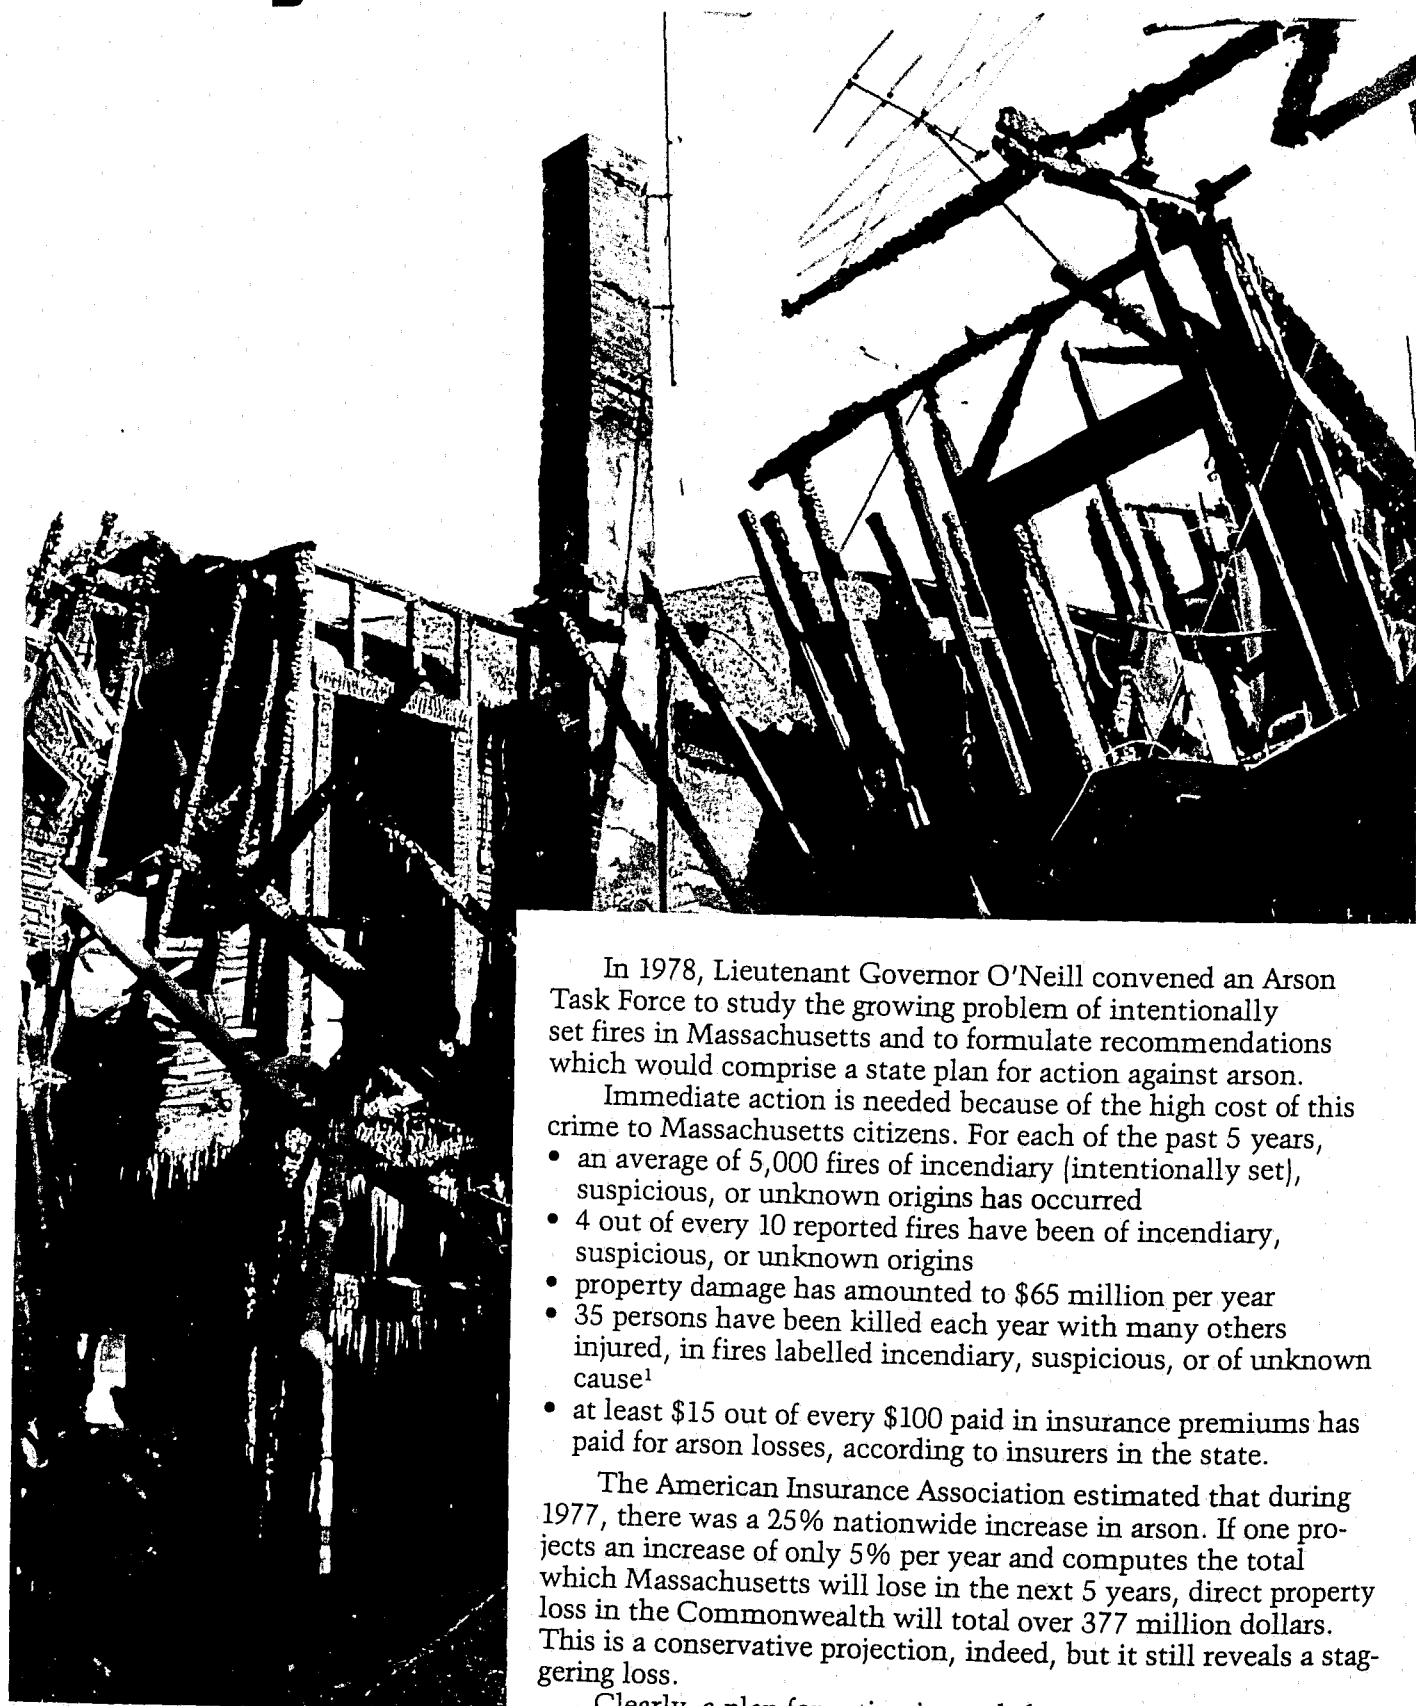 In 1978, Lieutenant Governor O'Neill convened an Arson
Task Force to study the growing problem of intentionally
set fires in Massachusetts and to formulate recommendations
which would comprise a state plan for action against arson.
Immediate action is needed because of the high cost of this
crime to Massachusetts citizens. For each of the past 5 years,
• an average of 5,000 fires of incendiary (intentionally set),
suspicious, or unknown origins has occurred
• 4 out of every 10 reported fires have been of incendiary,
suspicious, or unknown origins
• property damage has amounted to $65 million per year
• 35 persons have been killed each year with many others
injured, in fires labelled incendiary, suspicious, or of unknown
cause¹
• at least $15 out of every $100 paid in insurance premiums has
paid for arson losses, according to insurers in the state.
The American Insurance Association estimated that during
1977, there was a 25% nationwide increase in arson. If one pro-
jects an increase of only 5% per year and computes the total
which Massachusetts will lose in the next 5 years, direct property
loss in the Commonwealth will total over 377 million dollars.
This is a conservative projection, indeed, but it still reveals a stag-
gering loss.
Clearly, a plan for action is